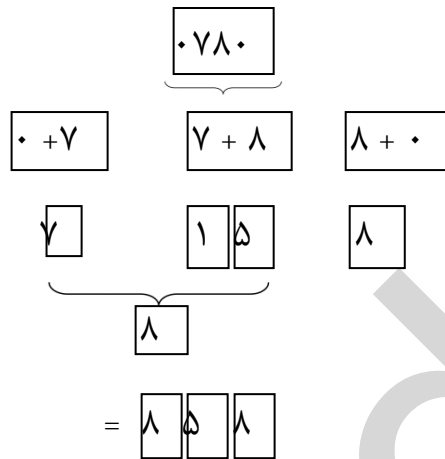 ۰۷۸۰
۰ +۷ ۷ + ۸ ۸ + ۰
۷ ۱ ۵ ۸
۸
= ۸ ۵ ۸